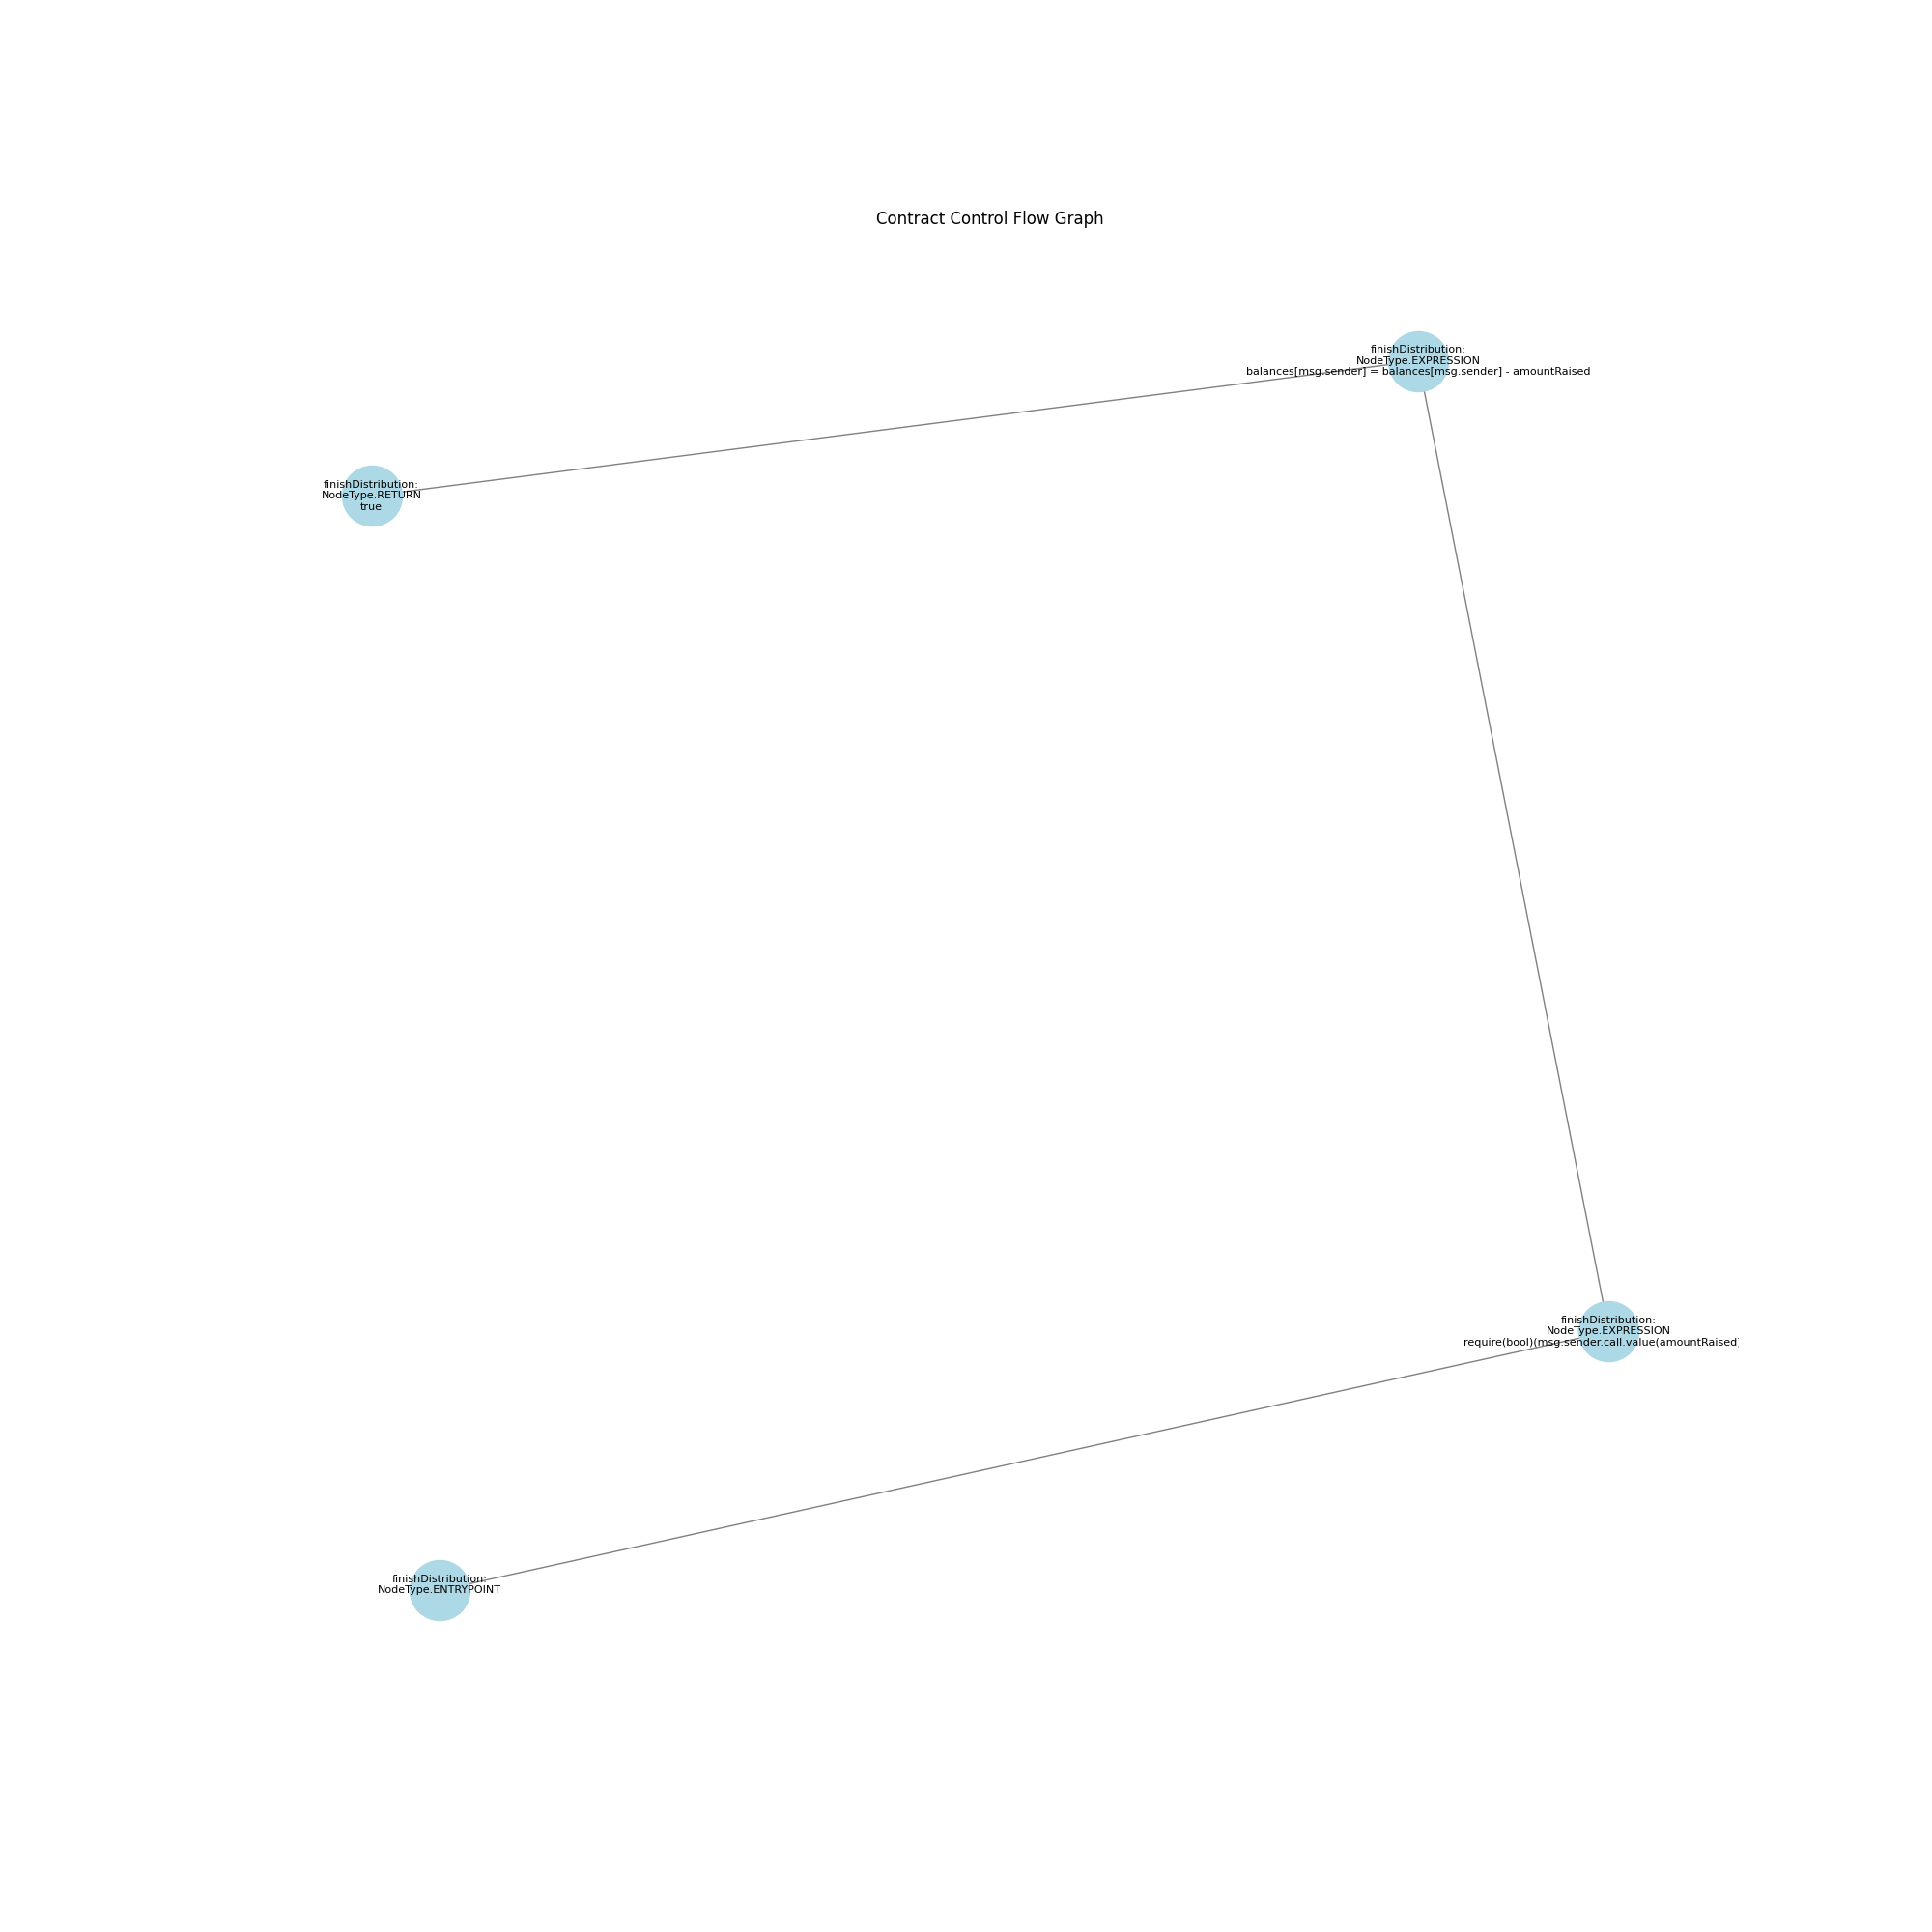 Contract Control Flow Graph
finishDistribution:
NodeType.EXPRESSION
balances[msg.sender] = balances[msg.sender] - amountRaised
finishDistribution:
NodeType.RETURN
true
finishDistribution:
NodeType.EXPRESSION
require(bool)(msg.sender.call.value(amountRaised)
finishDistribution:
NodeType.ENTRYPOINT